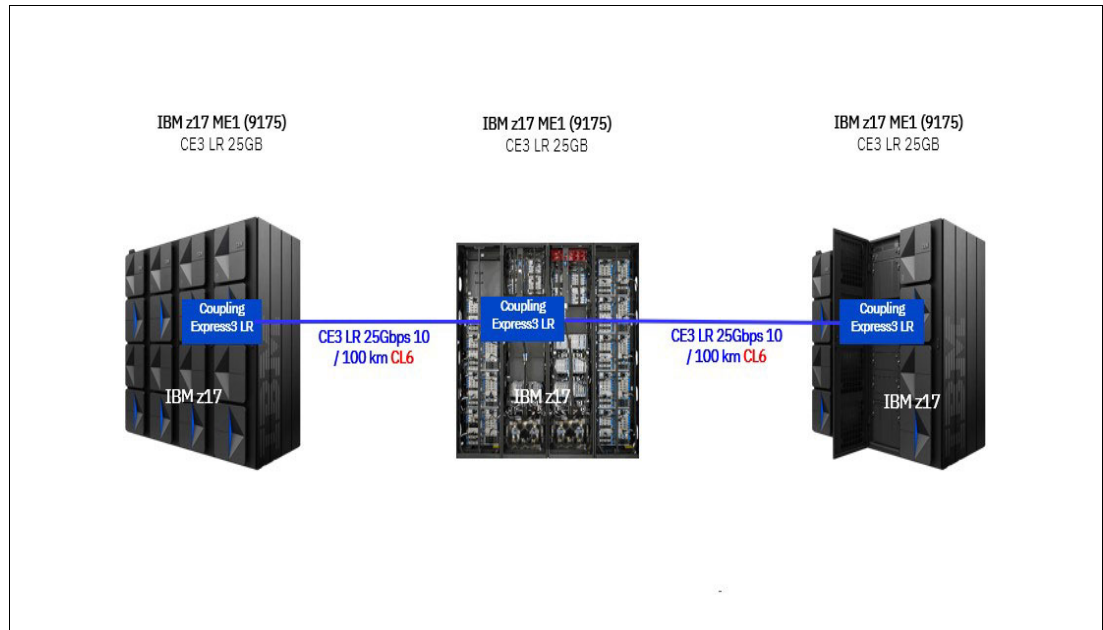 IBM z17 ME1 (9175)
CE3 LR 25GB
IBM z17 ME1 (9175)
CE3 LR 25GB
IBM z17 ME1 (9175)
CE3 LR 25GB
Coupling
Express3 LR
CE3 LR 25Gbps 10
/ 100 km CL6
Coupling
Express3 LR
CE3 LR 25Gbps 10
/ 100 km CL6
Coupling
Express3 LR
IBM z17
IBM z17
IBM z17
IBM